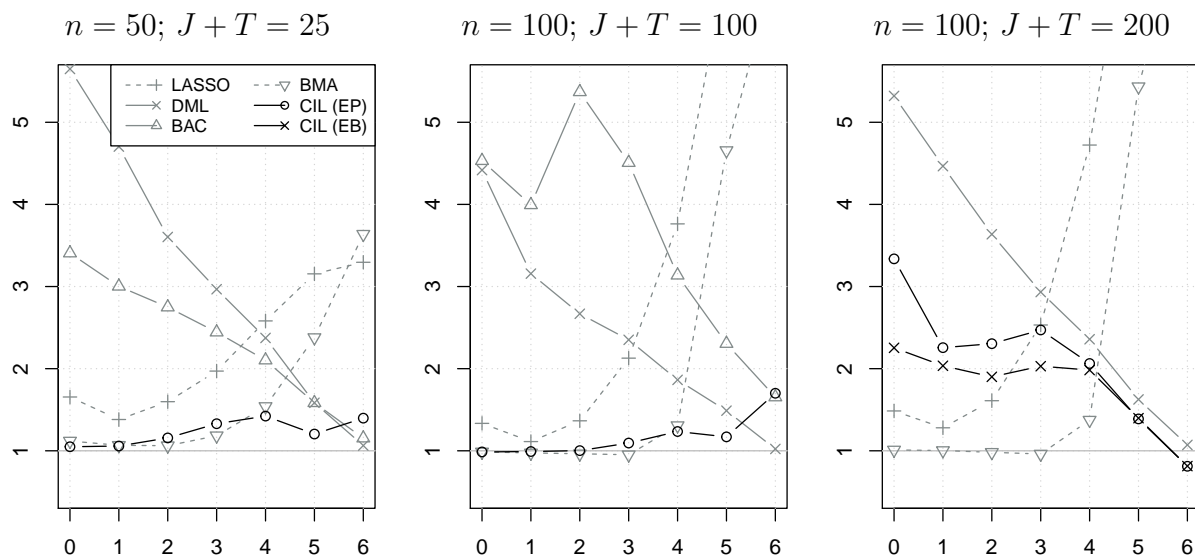 n = 50; J + T = 25
n = 100; J + T = 100
n = 100; J + T = 200
LASSO
DML
BAC
BMA
CIL (EP)
CIL (EB)
5
4
3
2
1
0 1 2 3 4 5 6
5
4
3
2
1
0 1 2 3 4 5 6
5
4
3
2
1
0 1 2 3 4 5 6